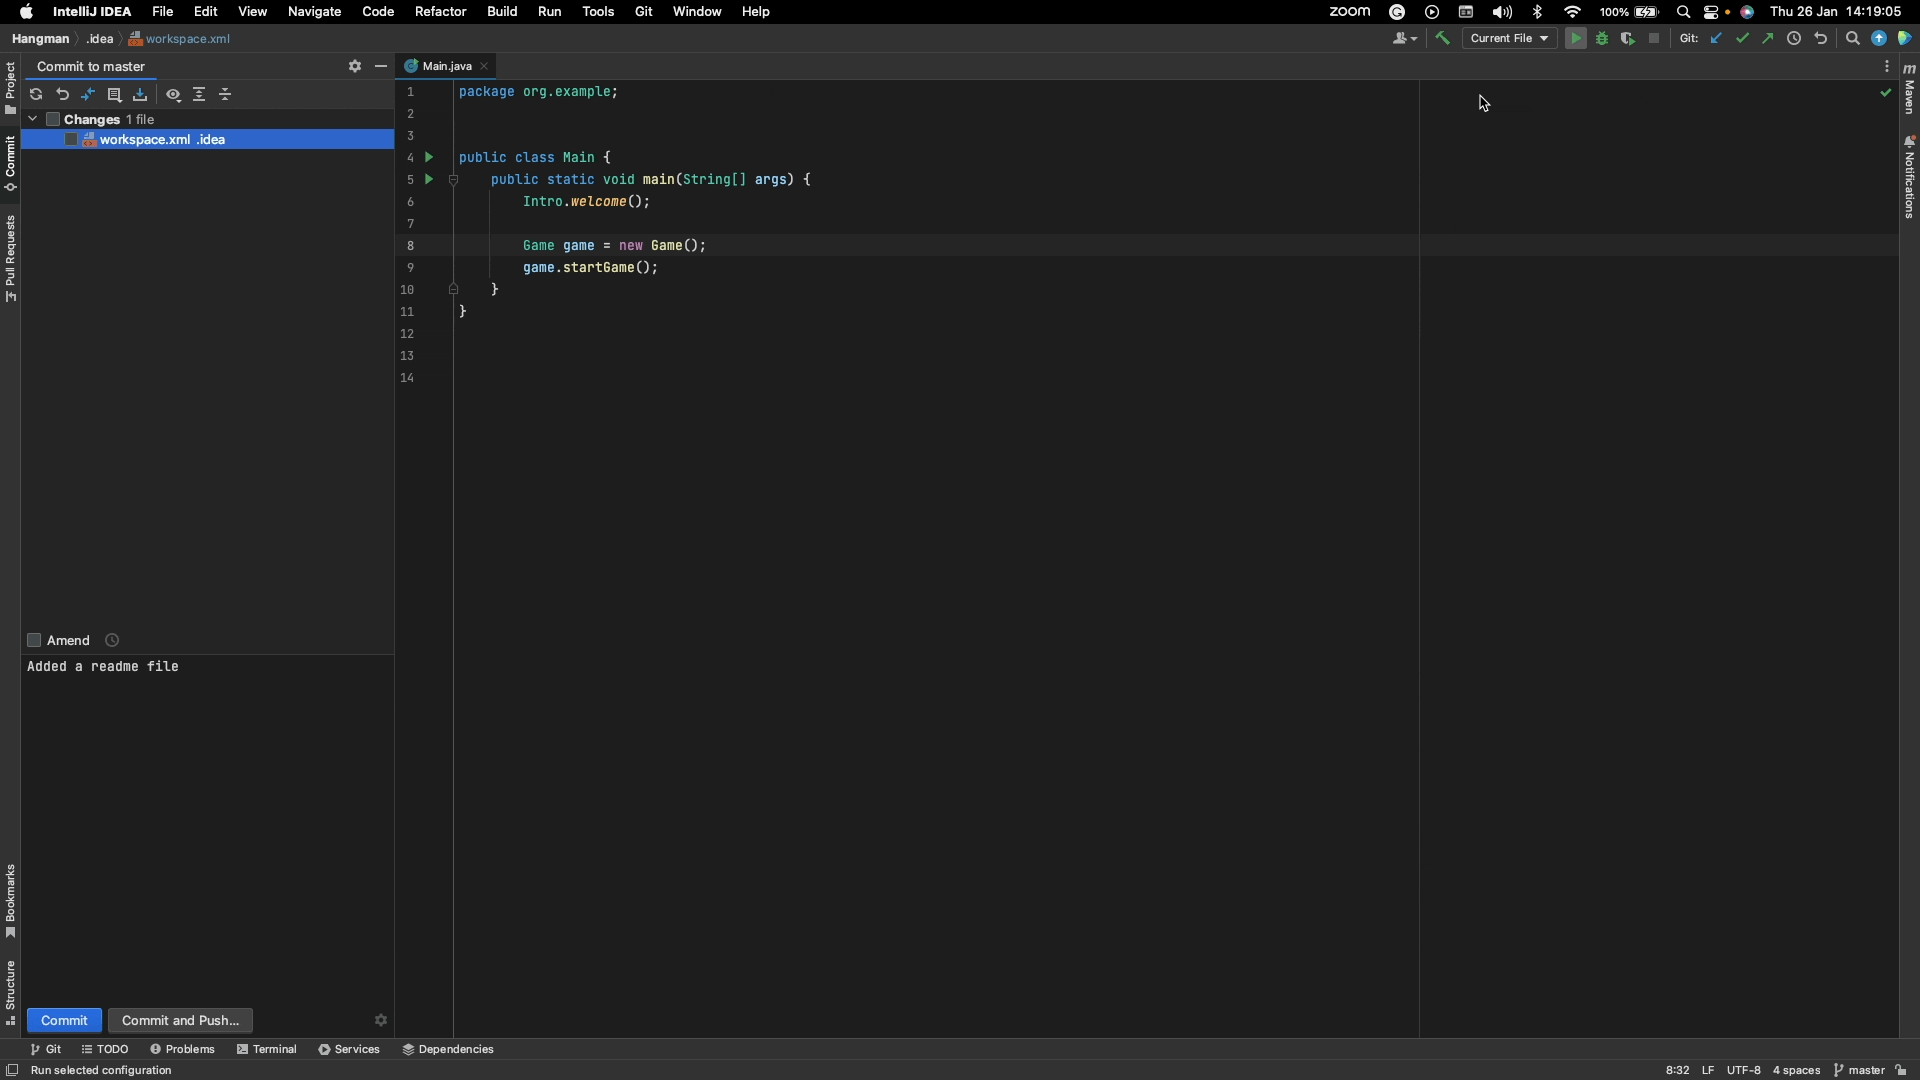 IntelliJ IDEA File Edit View Navigate Code Refactor Build Run Tools Git Window Help
zoom 100% Thu 26 Jan 14:19:05
Hangman .idea workspace.xml
Current File Git:
Commit to master
Main.java
Changes 1 file
workspace.xml .idea
1 package org.example;
2
3
4 public class Main {
5 public static void main(String[] args) {
6 Intro.welcome();
7
8 Game game = new Game();
9 game.startGame();
10 }
11 }
12
13
14
Amend
Added a readme file
Commit Commit and Push...
Project
Commit
Pull Requests
Bookmarks
Structure
m
Maven
Notifications
Git TODO Problems Terminal Services Dependencies
Run selected configuration
8:32 LF UTF-8 4 spaces master